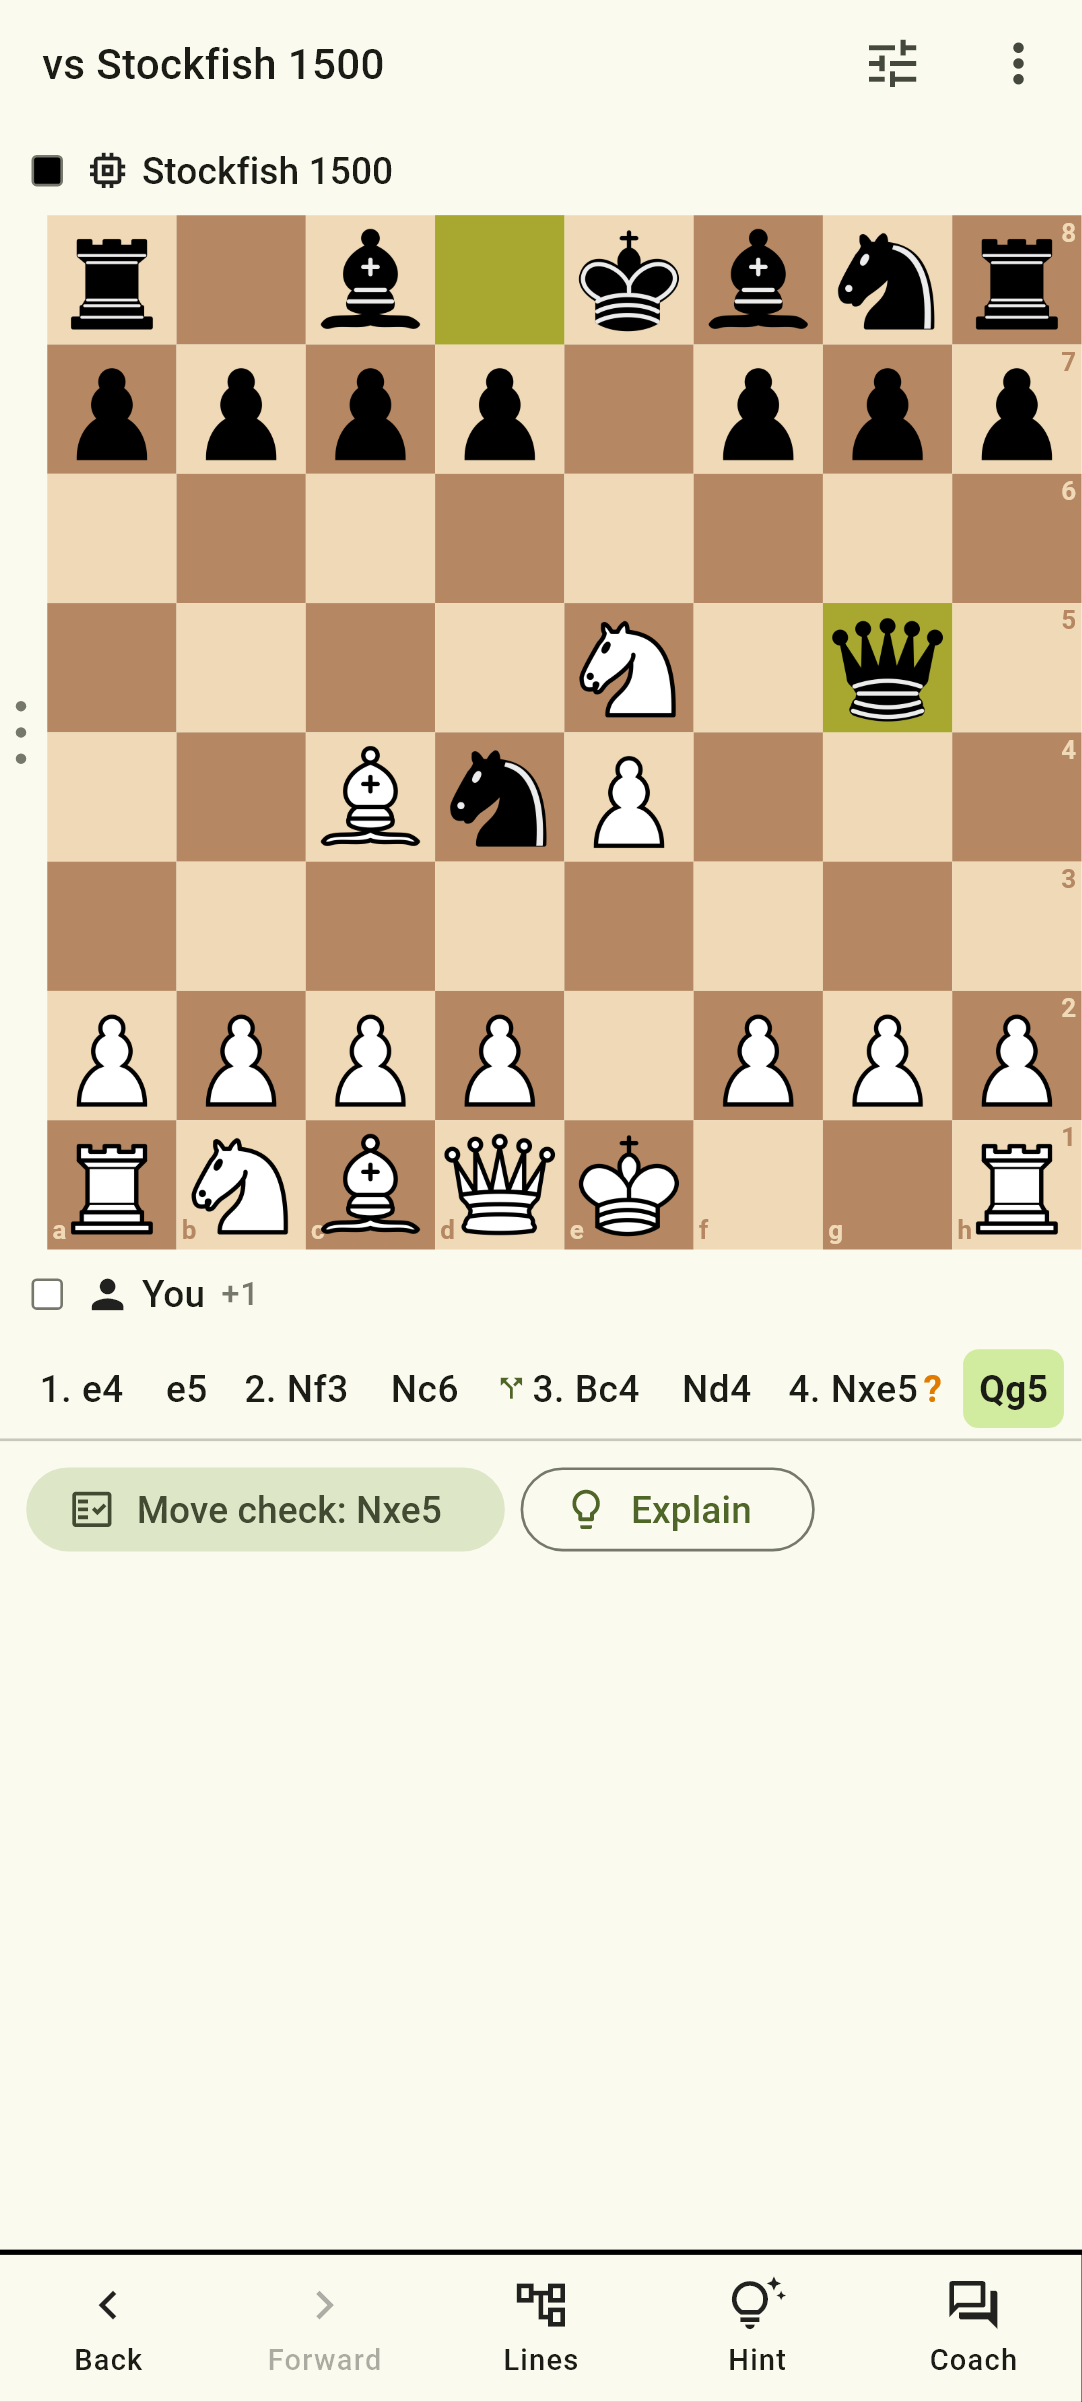 vs Stockfish 1500
Stockfish 1500
8
7
6
5
4
3
2
1
a b c d e f g h
You +1
1. e4 e5 2. Nf3 Nc6 3. Bc4 Nd4 4. Nxe5? Qg5
Move check: Nxe5 Explain
Back Forward Lines Hint Coach